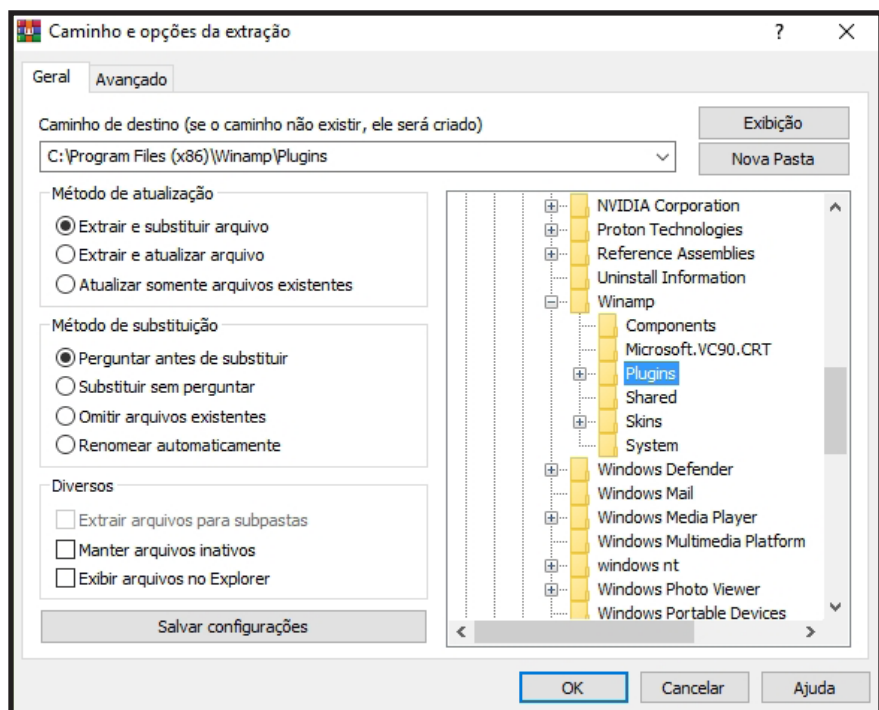 Caminho e opções da extração
Geral
Avançado
Caminho de destino (se o caminho não existir, ele será criado)
C:\Program Files (x86)\Winamp\Plugins
Exibição
Nova Pasta
Método de atualização
Extrair e substituir arquivo
Extrair e atualizar arquivo
Atualizar somente arquivos existentes
Método de substituição
Perguntar antes de substituir
Substituir sem perguntar
Omitir arquivos existentes
Renomear automaticamente
Diversos
Extrair arquivos para subpastas
Manter arquivos inativos
Exibir arquivos no Explorer
Salvar configurações
NVIDIA Corporation
Proton Technologies
Reference Assemblies
Uninstall Information
Winamp
Components
Microsoft.VC90.CRT
Plugins
Shared
Skins
System
Windows Defender
Windows Mail
Windows Media Player
Windows Multimedia Platform
windows nt
Windows Photo Viewer
Windows Portable Devices
OK
Cancelar
Ajuda